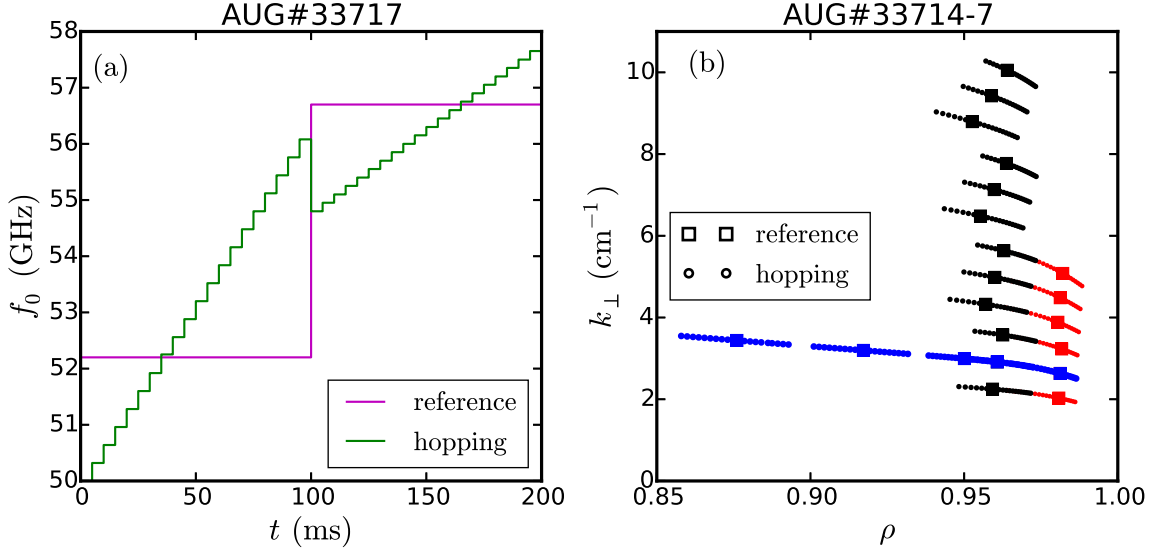 AUG#33717
(a)
58
57
56
55
54
53
52
51
50
f₀ (GHz)
reference
hopping
0
50
100
150
200
t (ms)
AUG#33714-7
(b)
10
8
6
4
2
0
k⊥ (cm⁻¹)
reference
hopping
0.85
0.90
0.95
1.00
ρ